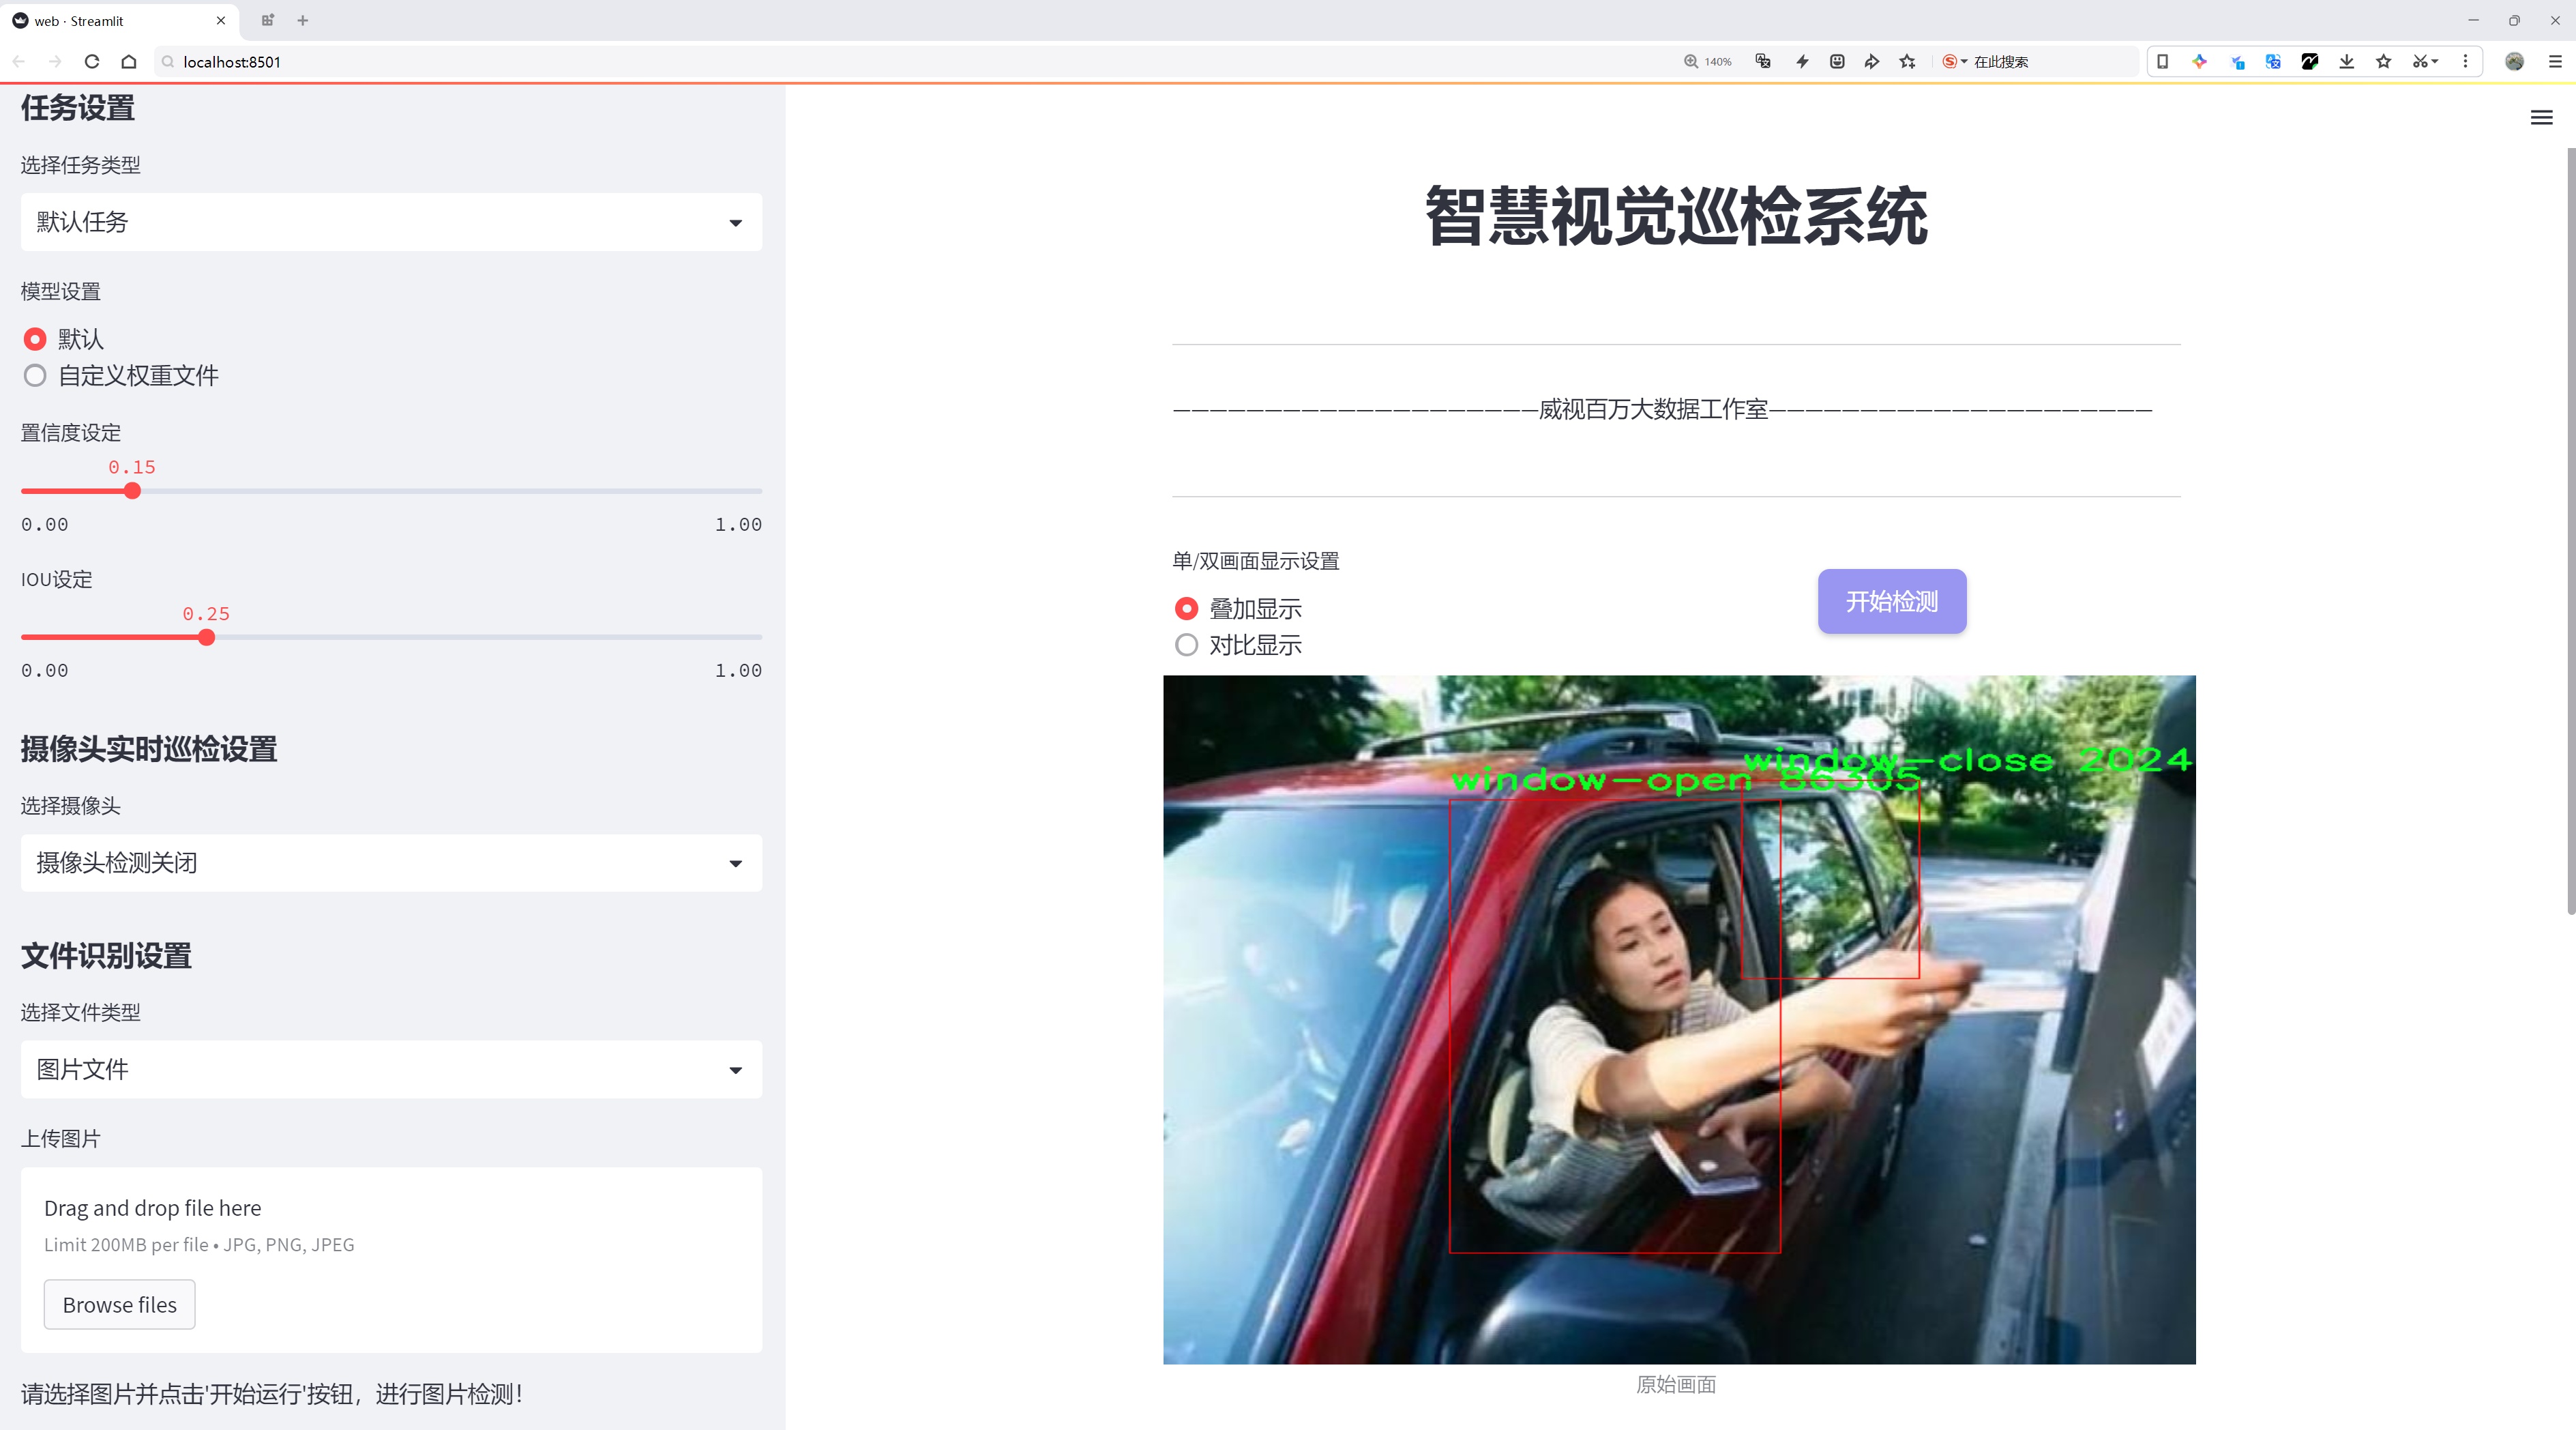 web · Streamlit
localhost:8501
140%
在此搜索
任务设置
选择任务类型
默认任务
模型设置
默认
自定义权重文件
置信度设定
0.15
0.00
1.00
IOU设定
0.25
0.00
1.00
摄像头实时巡检设置
选择摄像头
摄像头检测关闭
文件识别设置
选择文件类型
图片文件
上传图片
Drag and drop file here
Limit 200MB per file • JPG, PNG, JPEG
Browse files
请选择图片并点击'开始运行'按钮，进行图片检测！
智慧视觉巡检系统
————————————————————威视百万大数据工作室—————————————————————
单/双画面显示设置
叠加显示
对比显示
开始检测
window-close 2024
window-open 86305
原始画面